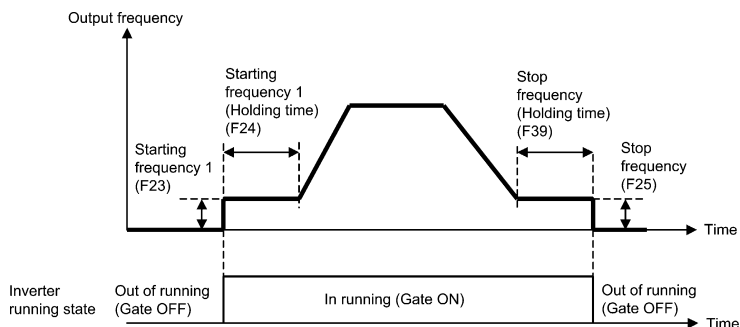 Output frequency
Starting
frequency 1
(Holding time)
(F24)
Stop
frequency
(Holding time)
(F39)
Starting
frequency 1
(F23)
Stop
frequency
(F25)
Time
Inverter
running state
Out of running
(Gate OFF)
In running (Gate ON)
Out of running
(Gate OFF)
Time